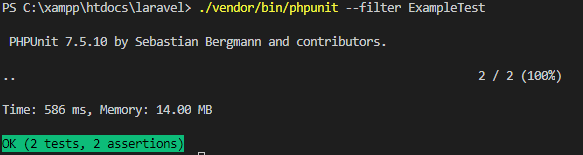 PS C:\xampp\htdocs\laravel> ./vendor/bin/phpunit --filter ExampleTest
PHPUnit 7.5.10 by Sebastian Bergmann and contributors.
.. 2 / 2 (100%)
Time: 586 ms, Memory: 14.00 MB
OK (2 tests, 2 assertions)